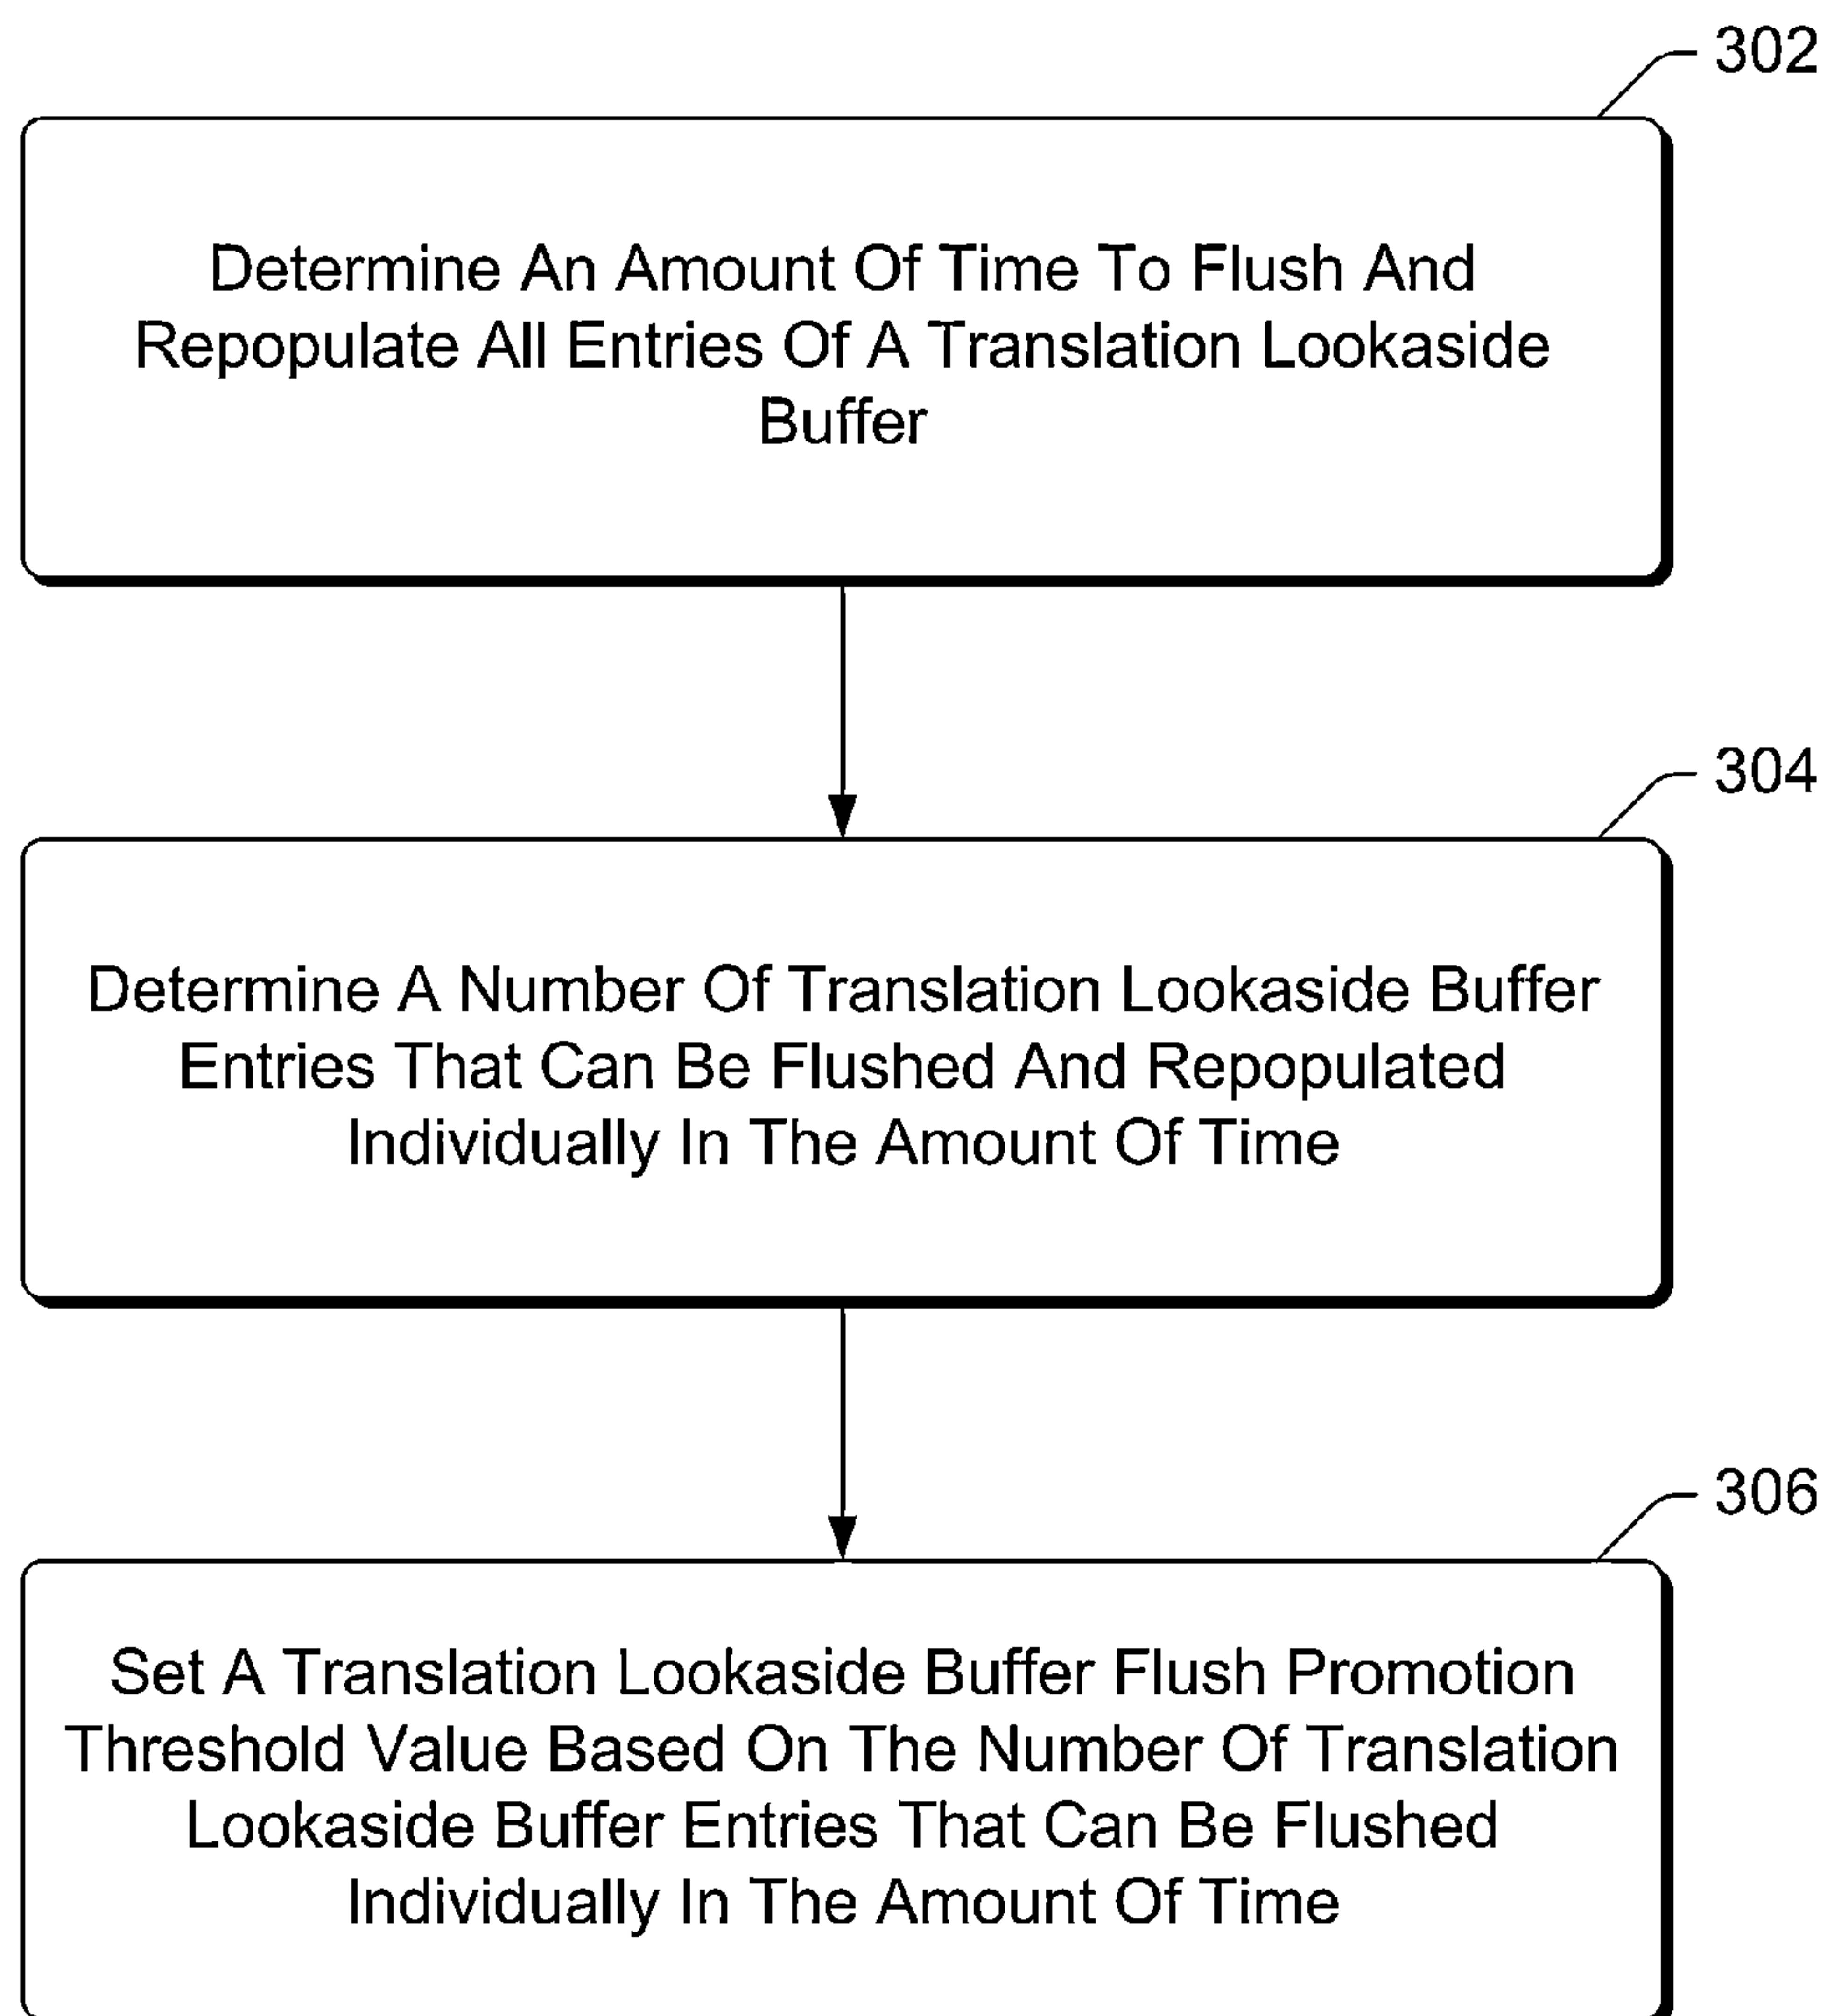 302
Determine An Amount Of Time To Flush And
Repopulate All Entries Of A Translation Lookaside
Buffer
304
Determine A Number Of Translation Lookaside Buffer
Entries That Can Be Flushed And Repopulated
Individually In The Amount Of Time
306
Set A Translation Lookaside Buffer Flush Promotion
Threshold Value Based On The Number Of Translation
Lookaside Buffer Entries That Can Be Flushed
Individually In The Amount Of Time